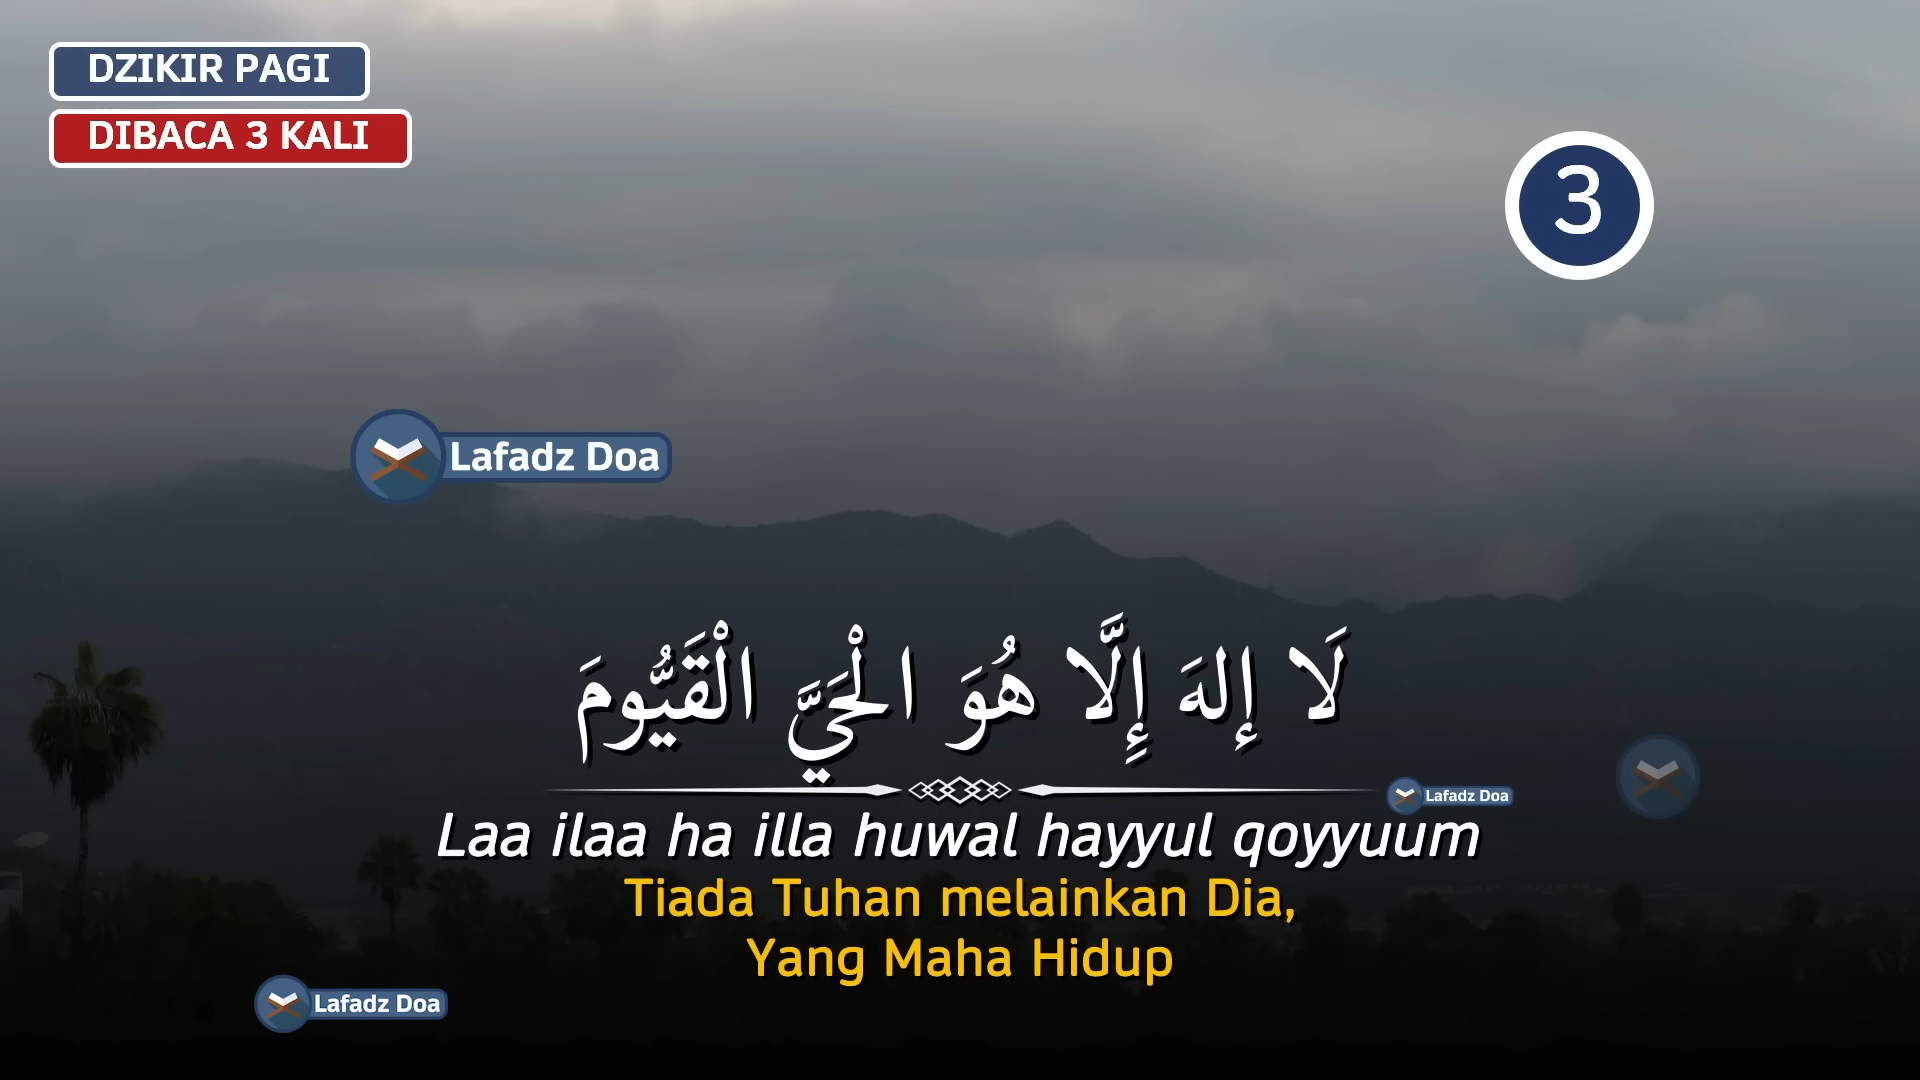 DZIKIR PAGI
DIBACA 3 KALI
3
Lafadz Doa
لَا إِلهَ إِلَّا هُوَ الْحَيَّ الْقَيُّومَ
Lafadz Doa
Laa ilaa ha illa huwal hayyul qoyyuum
Tiada Tuhan melainkan Dia,
Yang Maha Hidup
Lafadz Doa